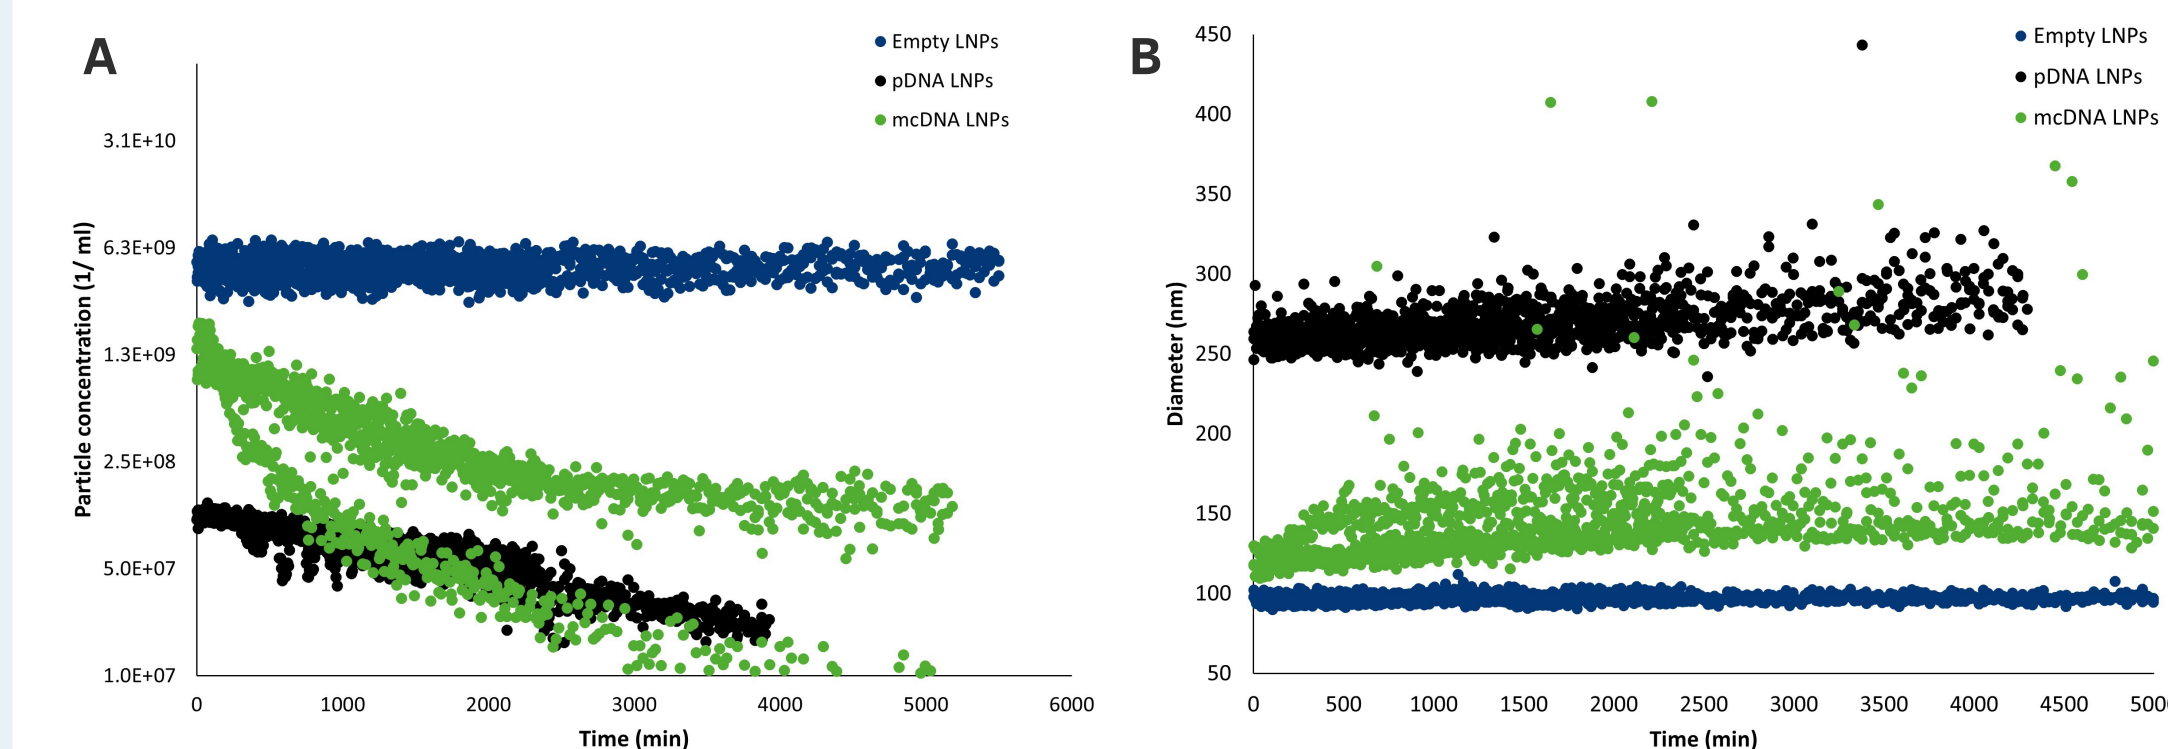 A
Empty LNPs
pDNA LNPs
mcDNA LNPs
3.1E+10
6.3E+09
1.3E+09
2.5E+08
5.0E+07
1.0E+07
Particle concentration (1/ ml)
0 1000 2000 3000 4000 5000 6000
Time (min)
B
Empty LNPs
pDNA LNPs
mcDNA LNPs
450
400
350
300
250
200
150
100
50
Diameter (nm)
0 500 1000 1500 2000 2500 3000 3500 4000 4500 500
Time (min)